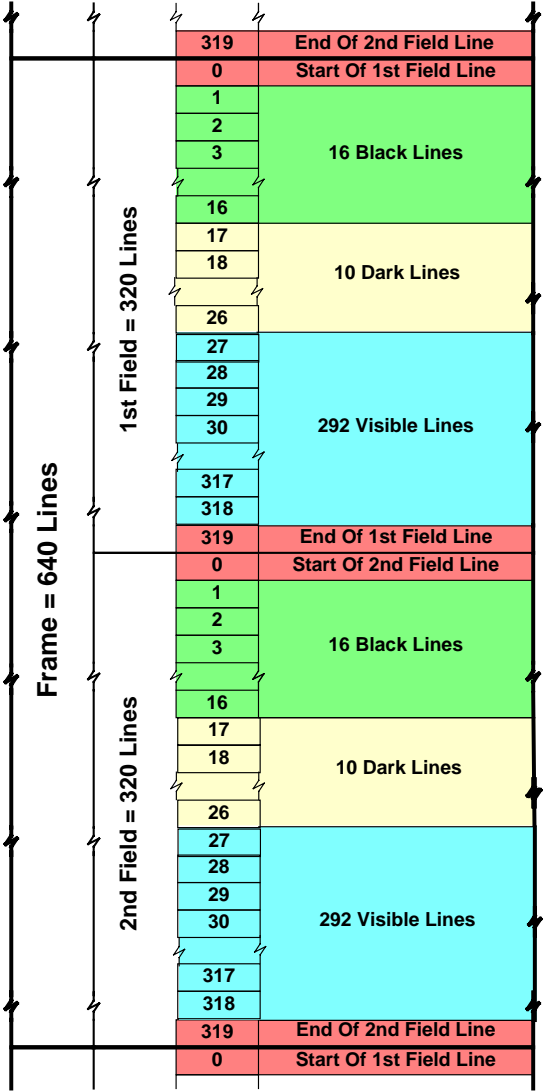 319 End Of 2nd Field Line
0 Start Of 1st Field Line
1
2
3
16 Black Lines
16
17
18
10 Dark Lines
26
27
28
29
30
292 Visible Lines
317
318
319 End Of 1st Field Line
1st Field = 320 Lines
Frame = 640 Lines
0 Start Of 2nd Field Line
1
2
3
16 Black Lines
16
17
18
10 Dark Lines
26
27
28
29
30
292 Visible Lines
317
318
2nd Field = 320 Lines
319 End Of 2nd Field Line
0 Start Of 1st Field Line